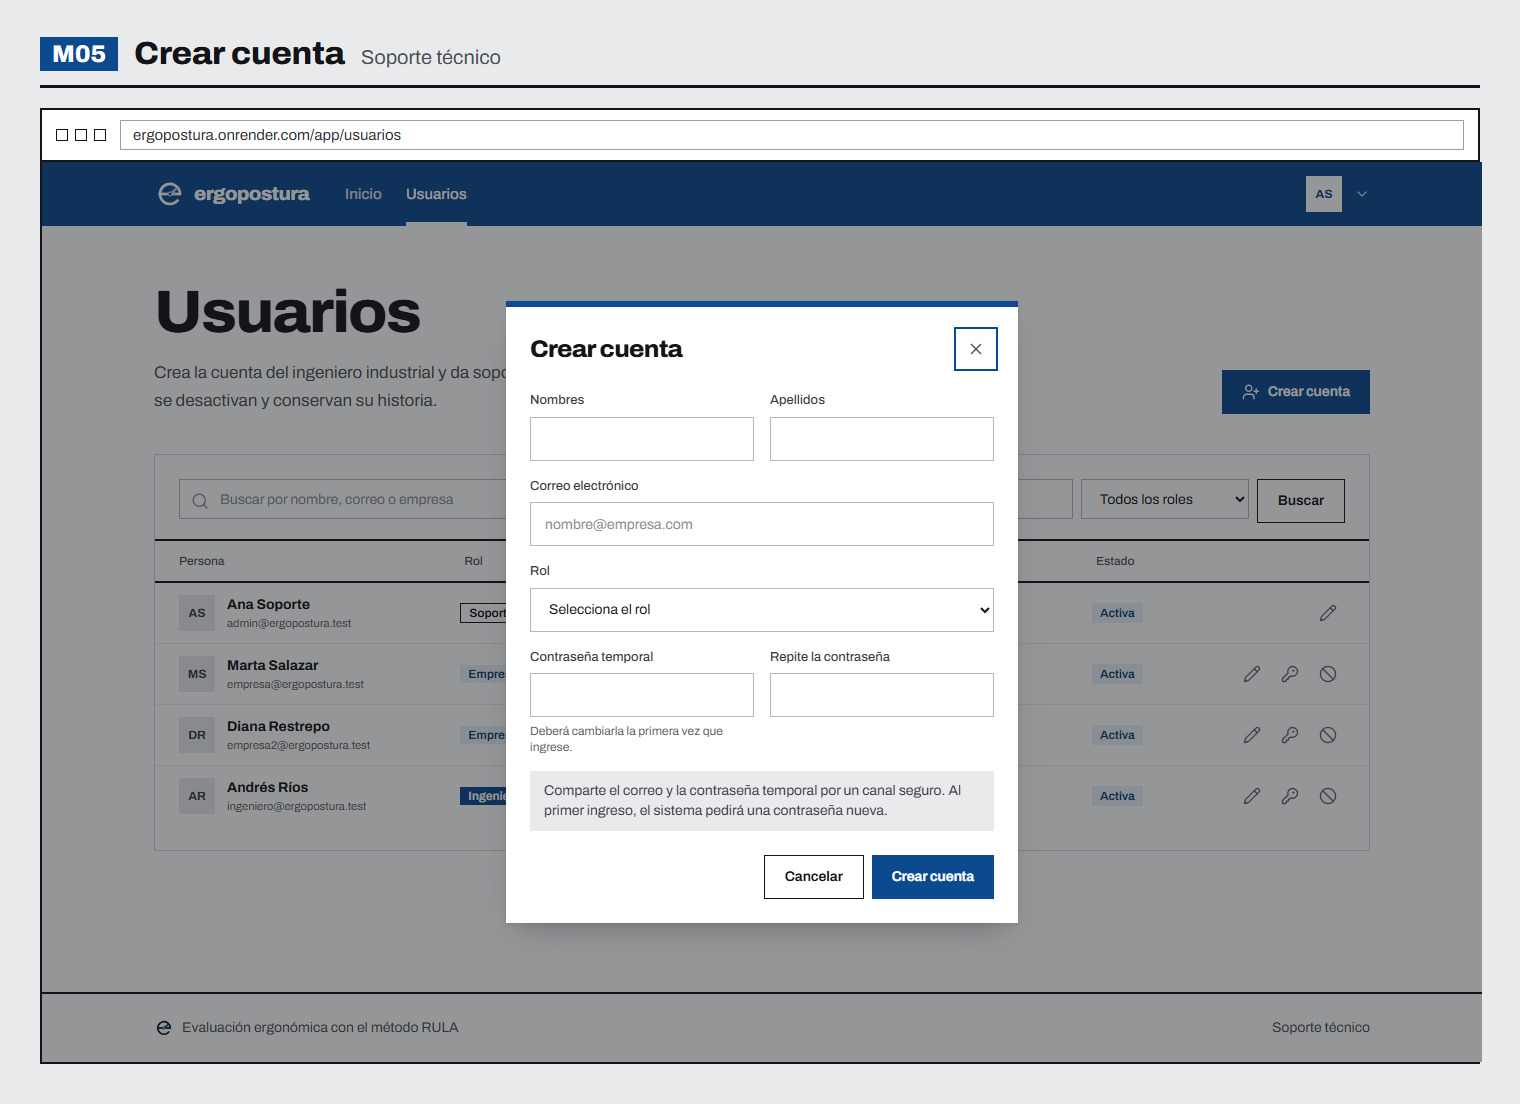 M05 Crear cuenta Soporte técnico
ergopostura.onrender.com/app/usuarios
ergopostura Inicio Usuarios AS
Usuarios
Crea la cuenta del ingeniero industrial y da
se desactivan y conservan su historia.
Crear cuenta
Buscar por nombre, correo o empresa
Todos los roles
Buscar
Persona Rol Estado
AS Ana Soporte Activa
admin@ergopostura.test
MS Marta Salazar Activa
empresa@ergopostura.test
DR Diana Restrepo Activa
empresa2@ergopostura.test
AR Andrés Ríos Activa
ingeniero@ergopostura.test
Crear cuenta
Nombres Apellidos
Correo electrónico
nombre@empresa.com
Rol
Selecciona el rol
Contraseña temporal Repite la contraseña
Deberá cambiarla la primera vez que
ingrese.
Comparte el correo y la contraseña temporal por un canal seguro. Al
primer ingreso, el sistema pedirá una contraseña nueva.
Cancelar Crear cuenta
Evaluación ergonómica con el método RULA Soporte técnico